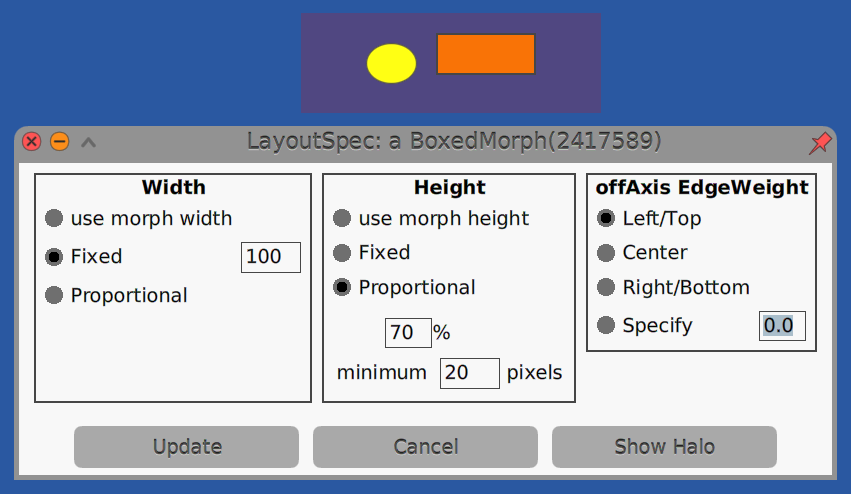 LayoutSpec: a BoxedMorph(2417589)
Width Height offAxis EdgeWeight
use morph width use morph height Left/Top
Fixed 100 Fixed Center
Proportional Proportional Right/Bottom
70 % Specify 0.0
minimum 20 pixels
Update Cancel Show Halo